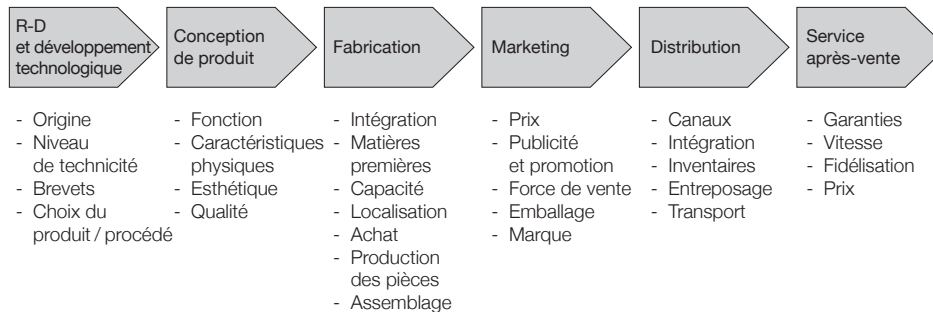 R-D
et développement
technologique
Conception
de produit
Fabrication
Marketing
Distribution
Service
après-vente
- Origine
- Niveau
de technicité
- Brevets
- Choix du
produit / procédé
- Fonction
- Caractéristiques
physiques
- Esthétique
- Qualité
- Intégration
- Matières
premières
- Capacité
- Localisation
- Achat
- Production
des pièces
- Assemblage
- Prix
- Publicité
et promotion
- Force de vente
- Emballage
- Marque
- Canaux
- Intégration
- Inventaires
- Entreposage
- Transport
- Garanties
- Vitesse
- Fidélisation
- Prix